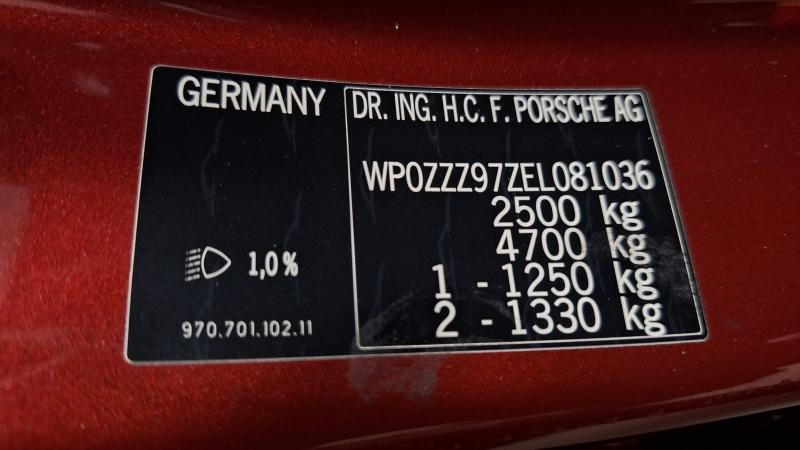 GERMANY
DR. ING. H.C. F. PORSCHE AG
WP0ZZZ97ZEL081036
2500 kg
4700 kg
1 - 1250 kg
2 - 1330 kg
1,0%
970.701.102.11